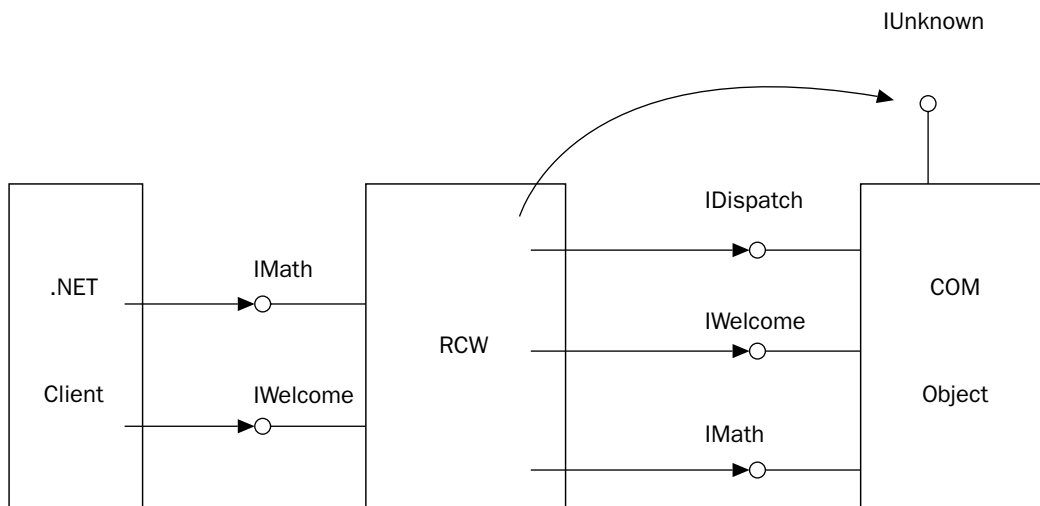 IUnknown
IDispatch
.NET
IMath
COM
IWelcome
RCW
Client
IWelcome
Object
IMath